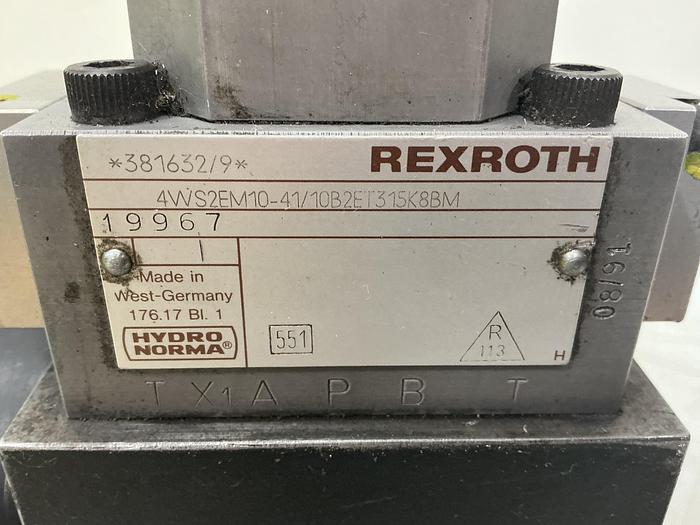 *381632/9*
REXROTH
4WS2EM10-41/10B2ET315K8BM
19967
Made in
West-Germany
176.17 Bl. 1
HYDRO
NORMA®
551
R
113
H
08/91
T X1 A P B T